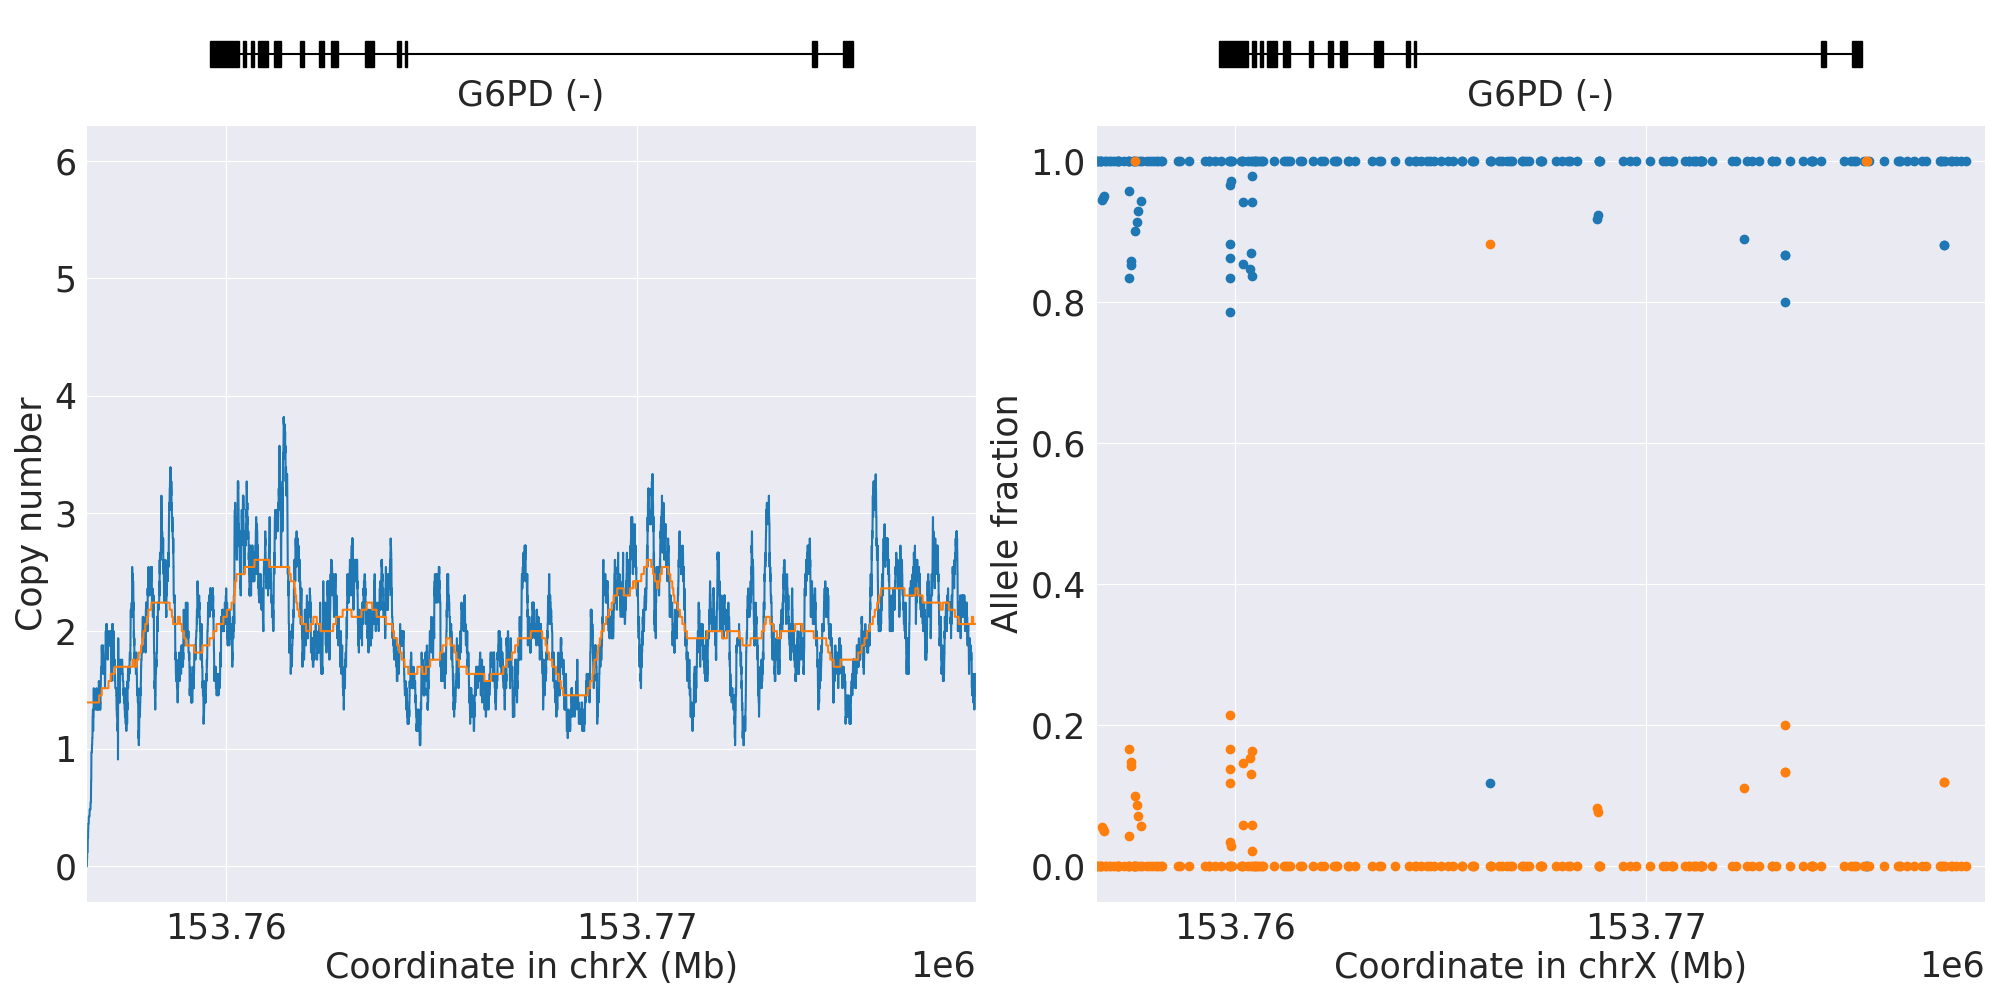 G6PD (-)
G6PD (-)
6
5
4
3
2
1
0
Copy number
153.76
153.77
Coordinate in chrX (Mb)
1e6
1.0
0.8
0.6
0.4
0.2
0.0
Allele fraction
153.76
153.77
Coordinate in chrX (Mb)
1e6